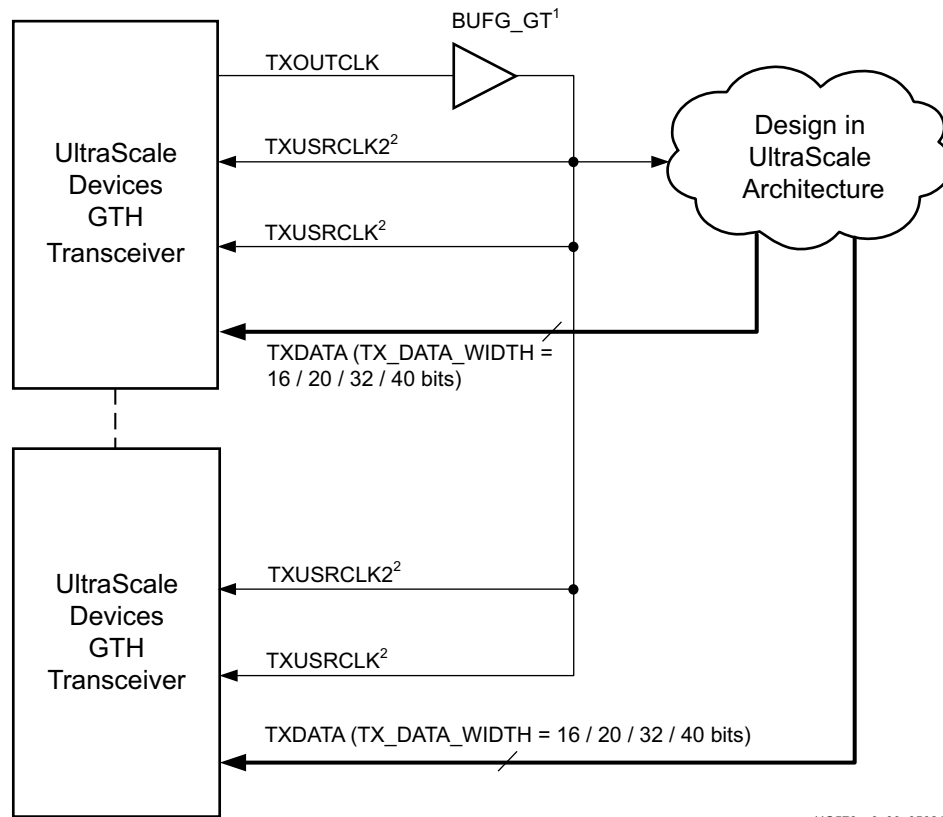 BUFG_GT1
TXOUTCLK
UltraScale
Devices
GTH
Transceiver
TXUSRCLK2²
TXUSRCLK²
Design in
UltraScale
Architecture
TXDATA (TX_DATA_WIDTH =
16 / 20 / 32 / 40 bits)
UltraScale
Devices
GTH
Transceiver
TXUSRCLK2²
TXUSRCLK²
TXDATA (TX_DATA_WIDTH = 16 / 20 / 32 / 40 bits)